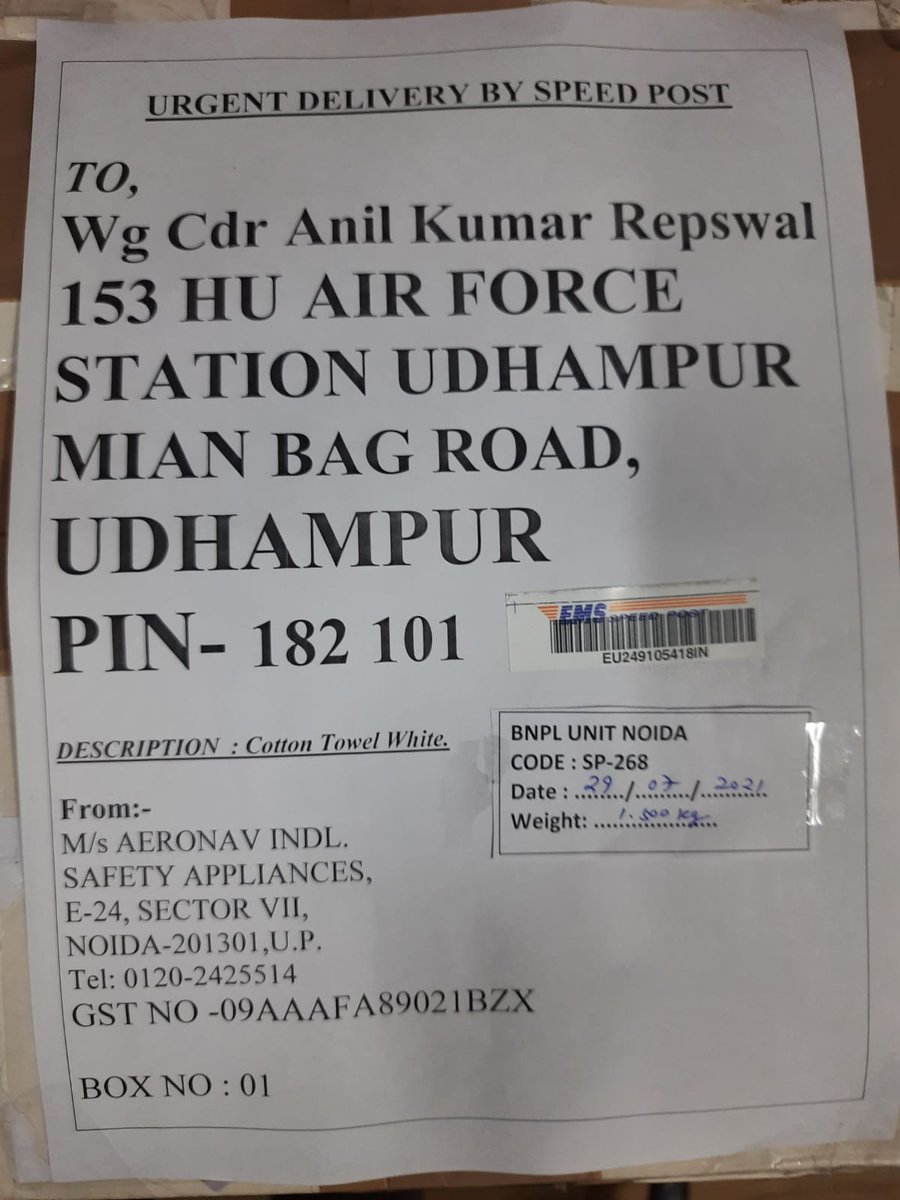 URGENT DELIVERY BY SPEED POST
TO,
Wg Cdr Anil Kumar Repswal
153 HU AIR FORCE
STATION UDHAMPUR
MIAN BAG ROAD,
UDHAMPUR
PIN- 182 101
EMS SPEED POST
EU249105418IN
DESCRIPTION : Cotton Towel White.
BNPL UNIT NOIDA
CODE : SP-268
Date : 29/07/2021
Weight: 1.500 kg
From:-
M/s AERONAV INDL.
SAFETY APPLIANCES,
E-24, SECTOR VII,
NOIDA-201301,U.P.
Tel: 0120-2425514
GST NO -09AAAFA89021BZX
BOX NO : 01